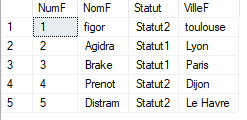 NumF NomF Statut VilleF
1 1 figor Statut2 toulouse
2 2 Agidra Statut1 Lyon
3 3 Brake Statut1 Paris
4 4 Prenot Statut2 Dijon
5 5 Distram Statut2 Le Havre